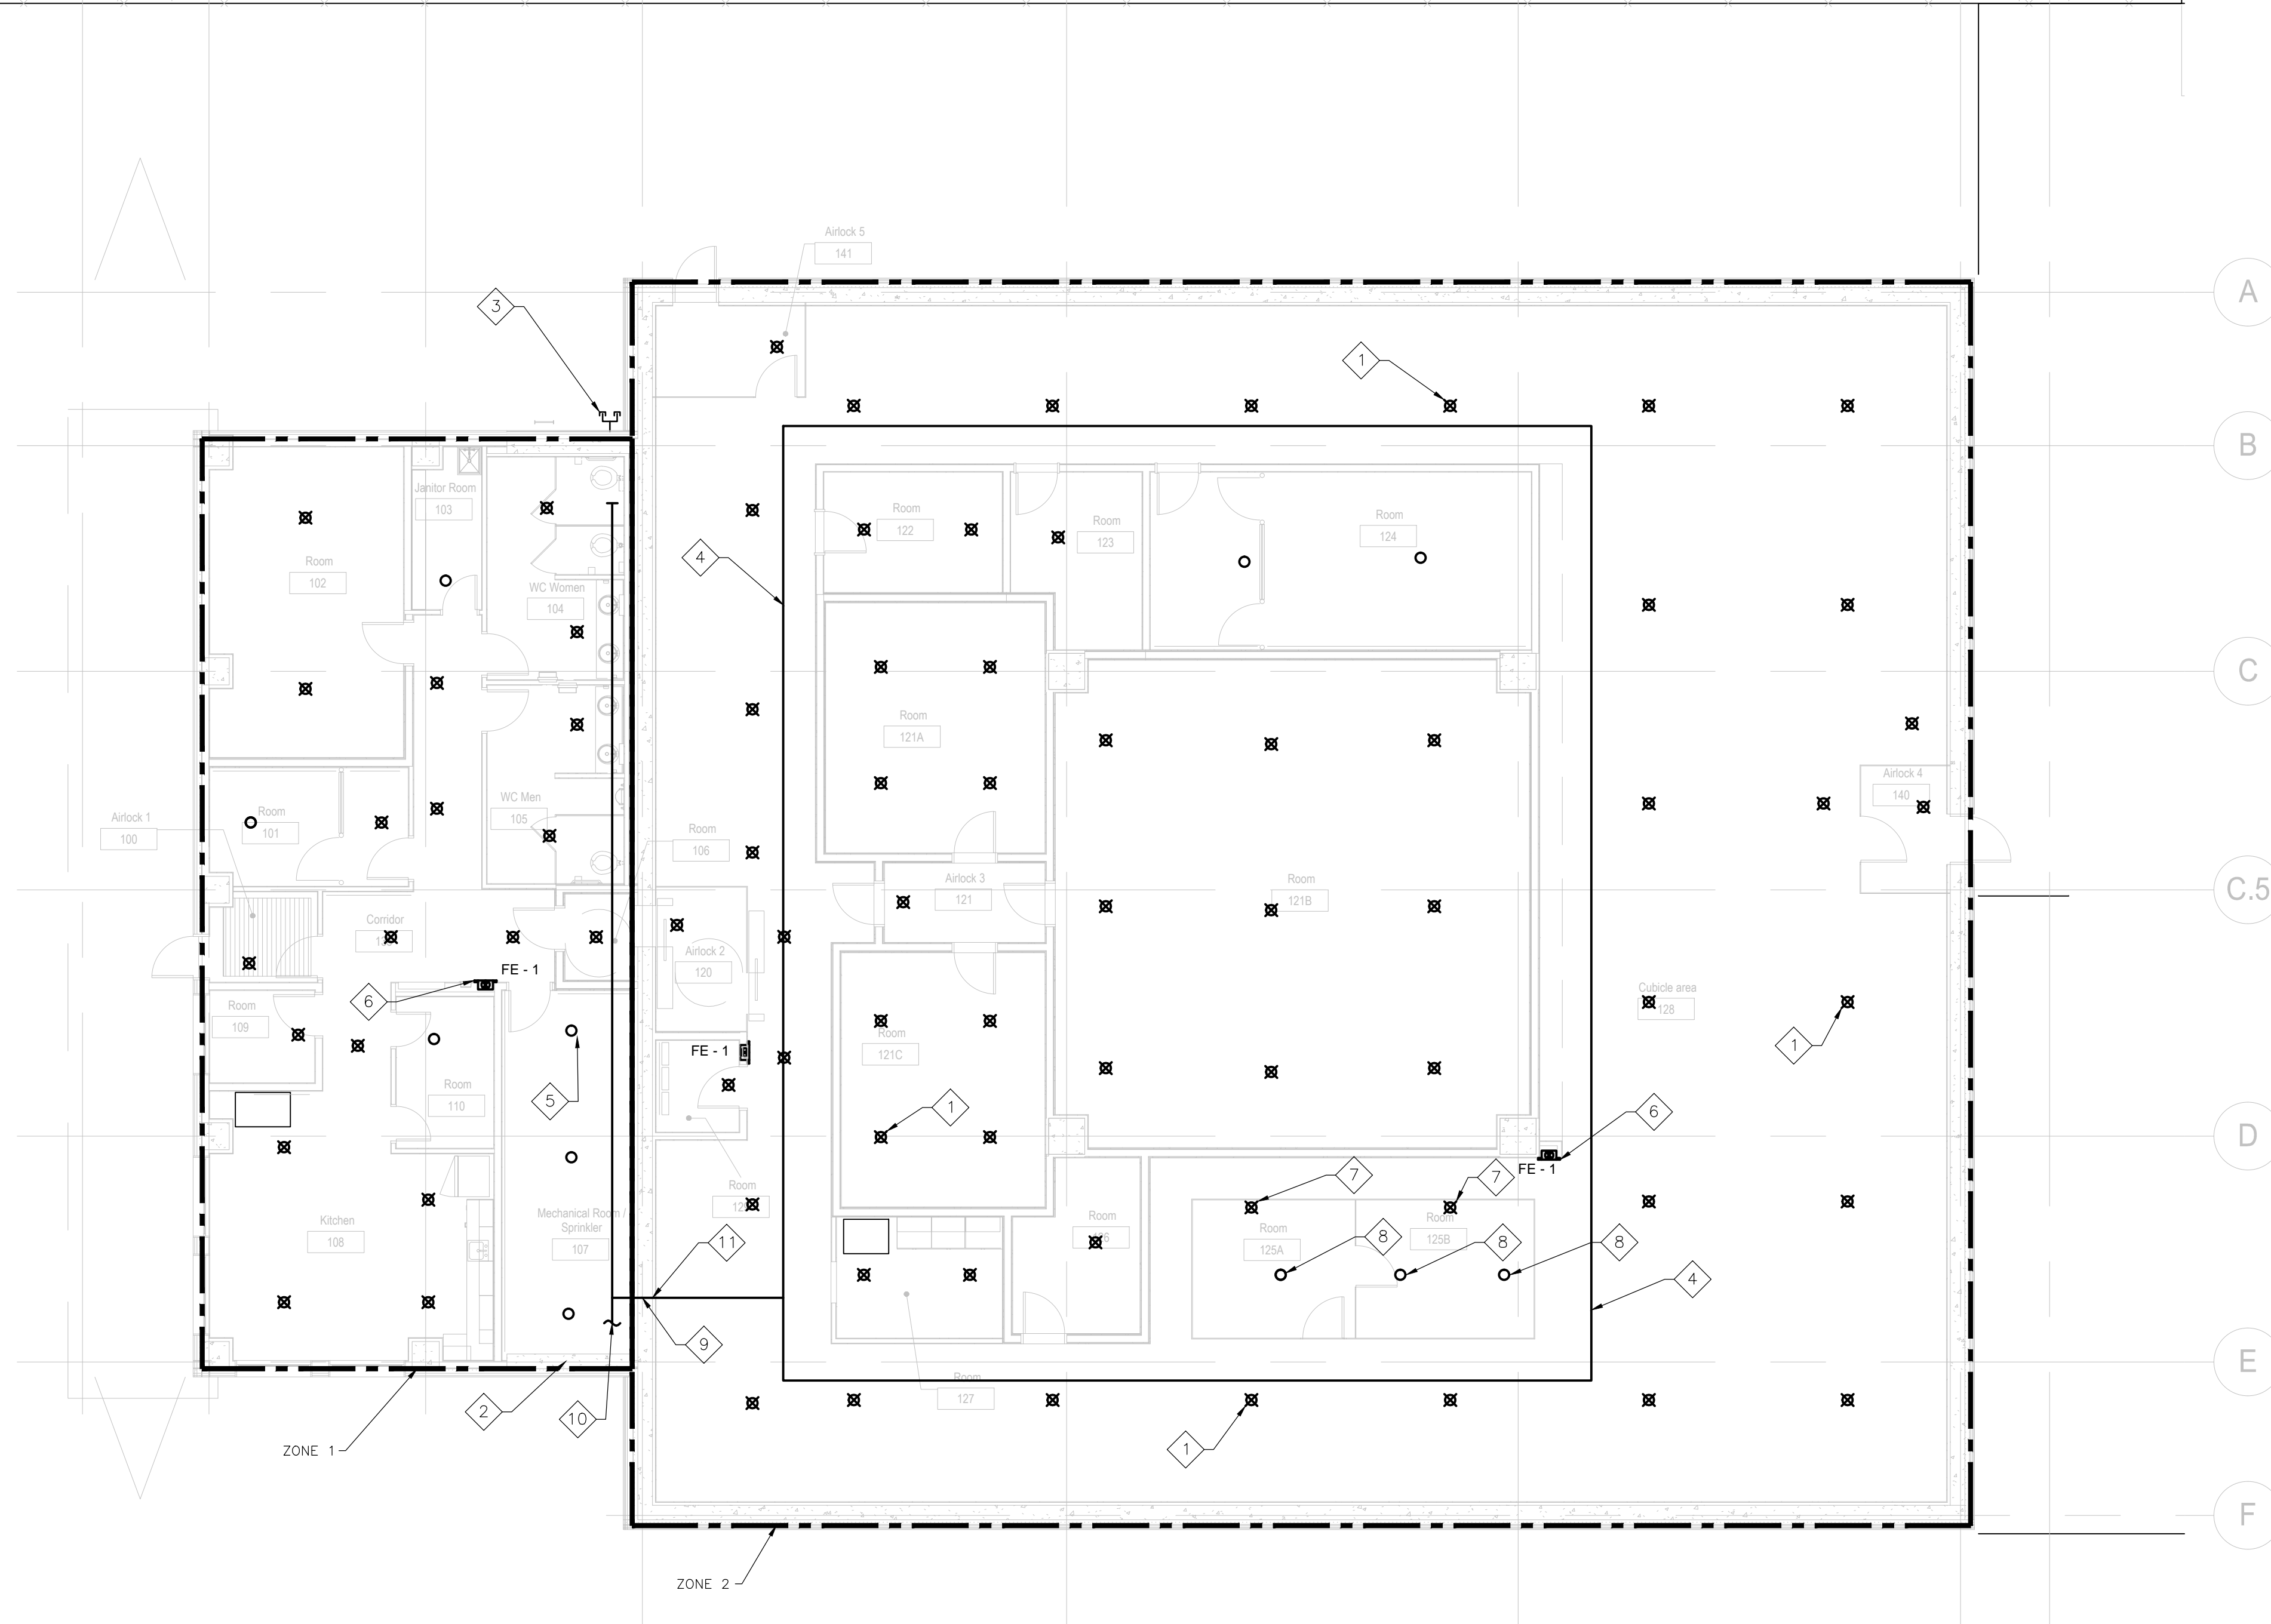 Airlock 5
141
A
3
1
B
Janitor Room
103
Room
122
Room
123
Room
124
4
Room
102
WC Women
104
C
Room
121A
Airlock 4
140
Airlock 1
100
Room
101
WC Men
105
Room
106
Airlock 3
121
Room
121B
C.5
Corridor
Airlock 2
120
FE - 1
6
Room
109
Cubicle area
128
FE - 1
Room
121C
1
Room
110
5
1
6
D
7
7
FE - 1
Room
Kitchen
108
Mechanical Room /
Sprinkler
107
11
Room
Room
125A
8
Room
125B
8
8
4
9
E
Room
127
2
10
ZONE 1
1
F
ZONE 2